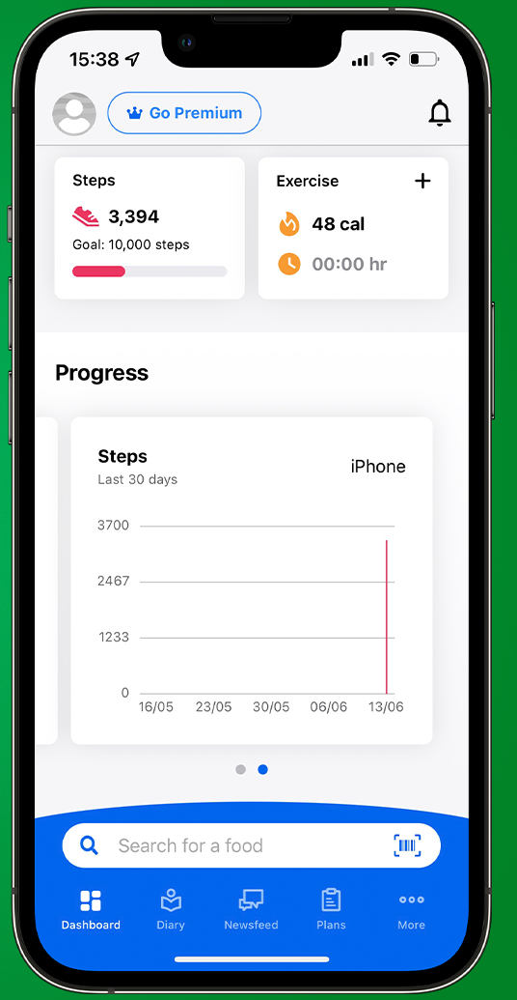 15:38
Go Premium
Steps
3,394
Goal: 10,000 steps
Exercise
+
48 cal
00:00 hr
Progress
Steps
Last 30 days
iPhone
3700
2467
1233
0
16/05 23/05 30/05 06/06 13/06
Search for a food
Dashboard Diary Newsfeed Plans More